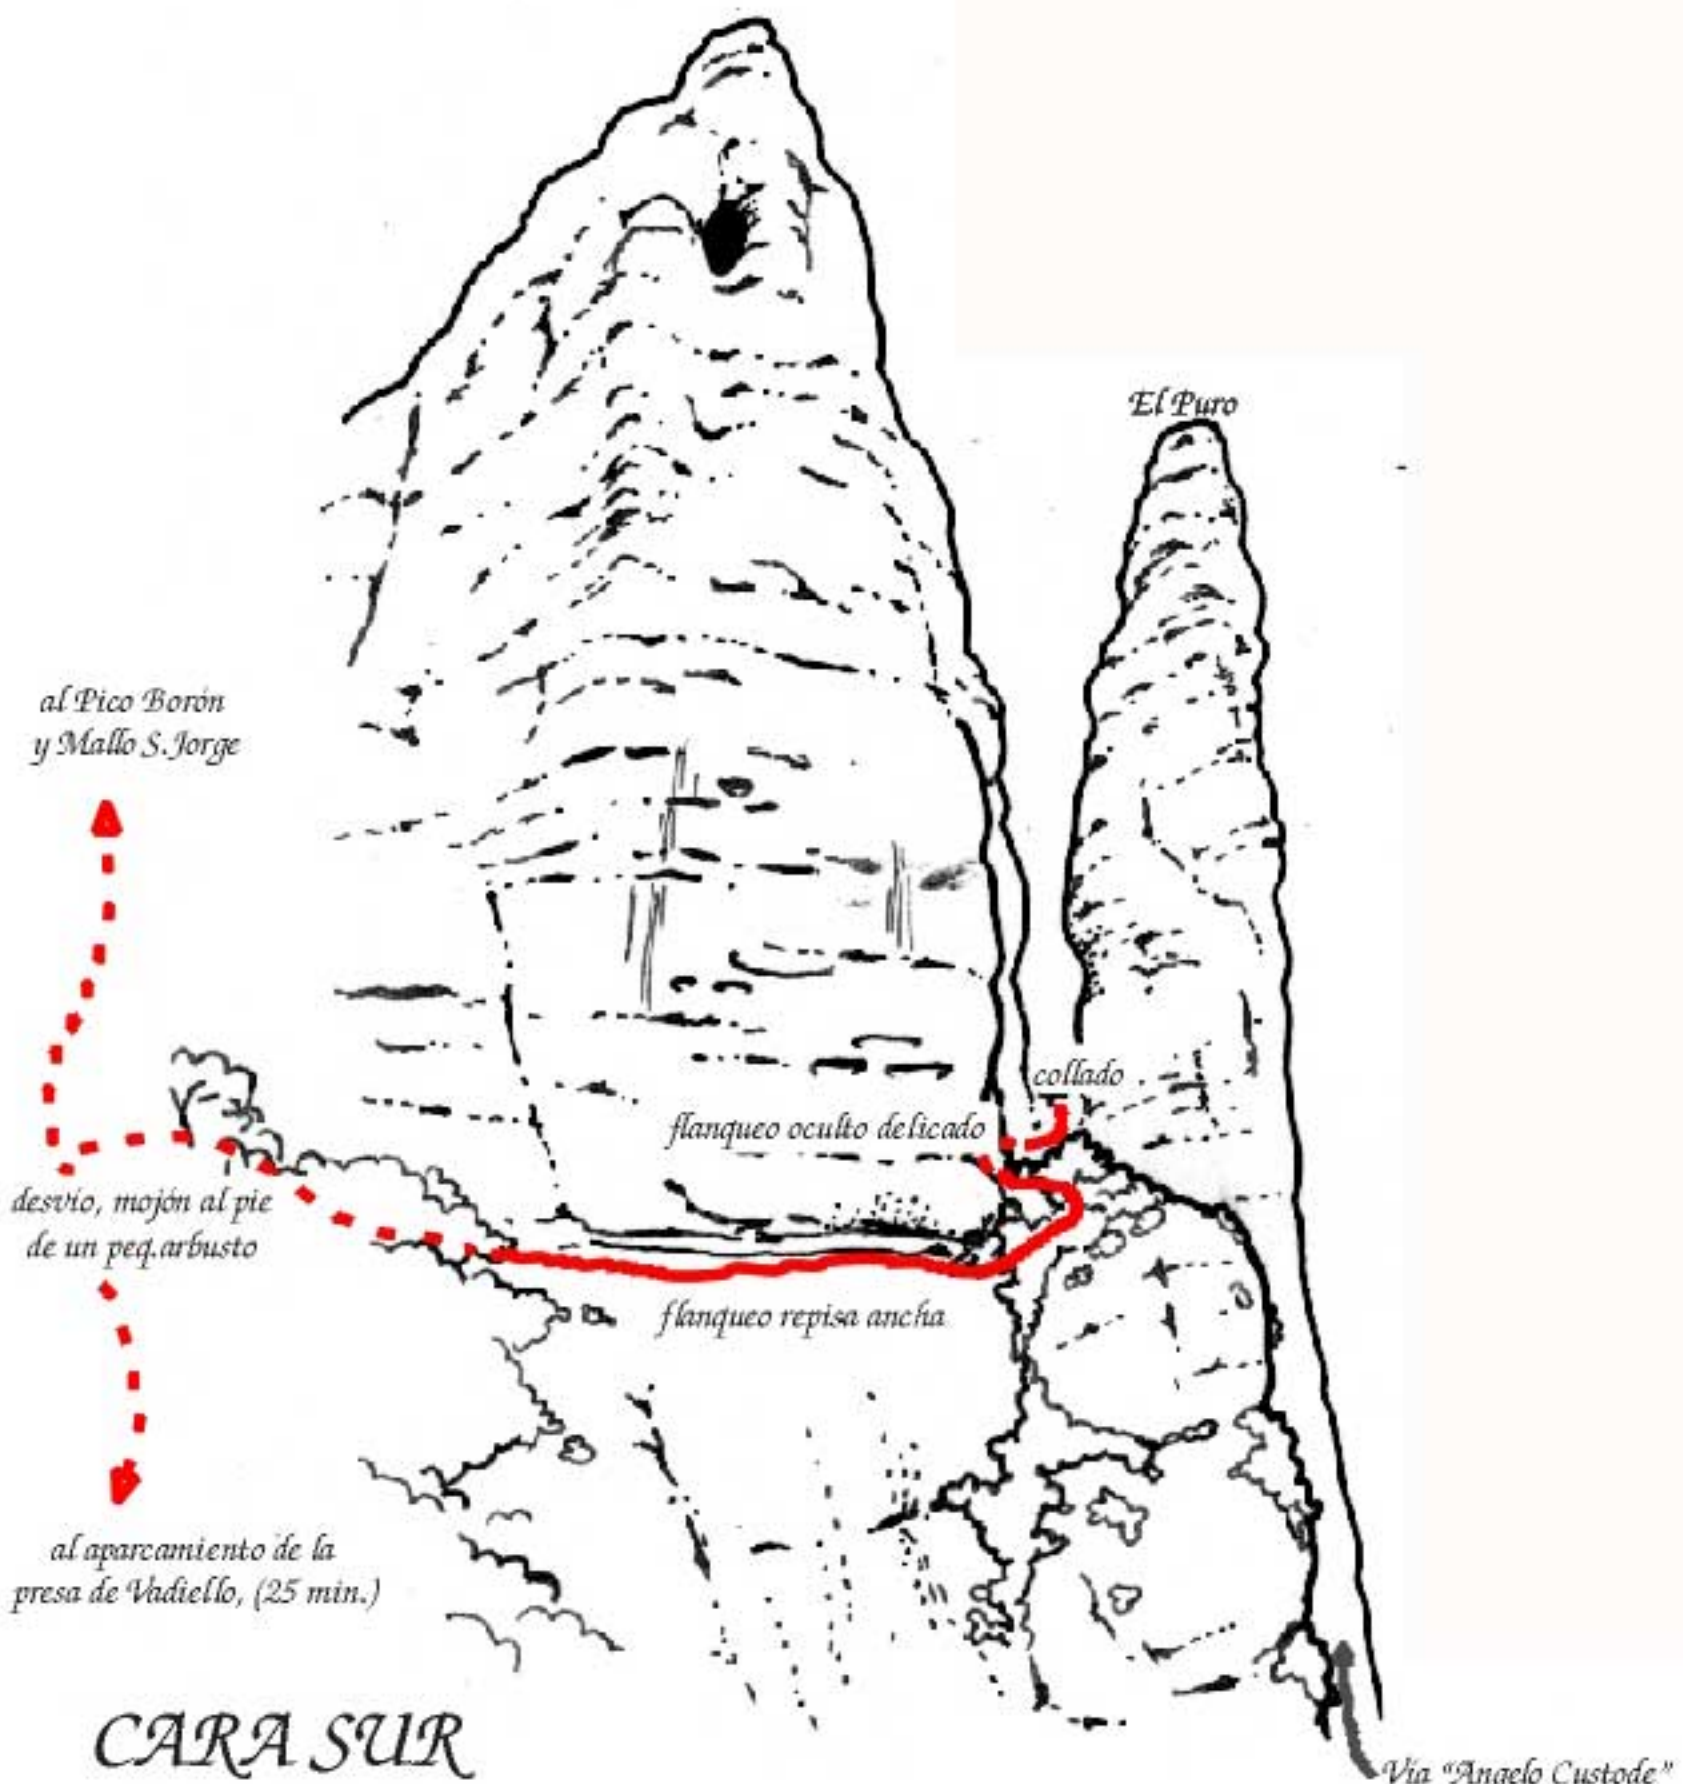 El Puro
al Pico Borón
y Mallo S.Jorge
collado
flanqueo oculto delicado
desvío, mojón al pie
de un peq.arbusto
flanqueo repisa ancha
al aparcamiento de la
presa de Vadiello, (25 min.)
CARA SUR
Vía "Angelo Custode"